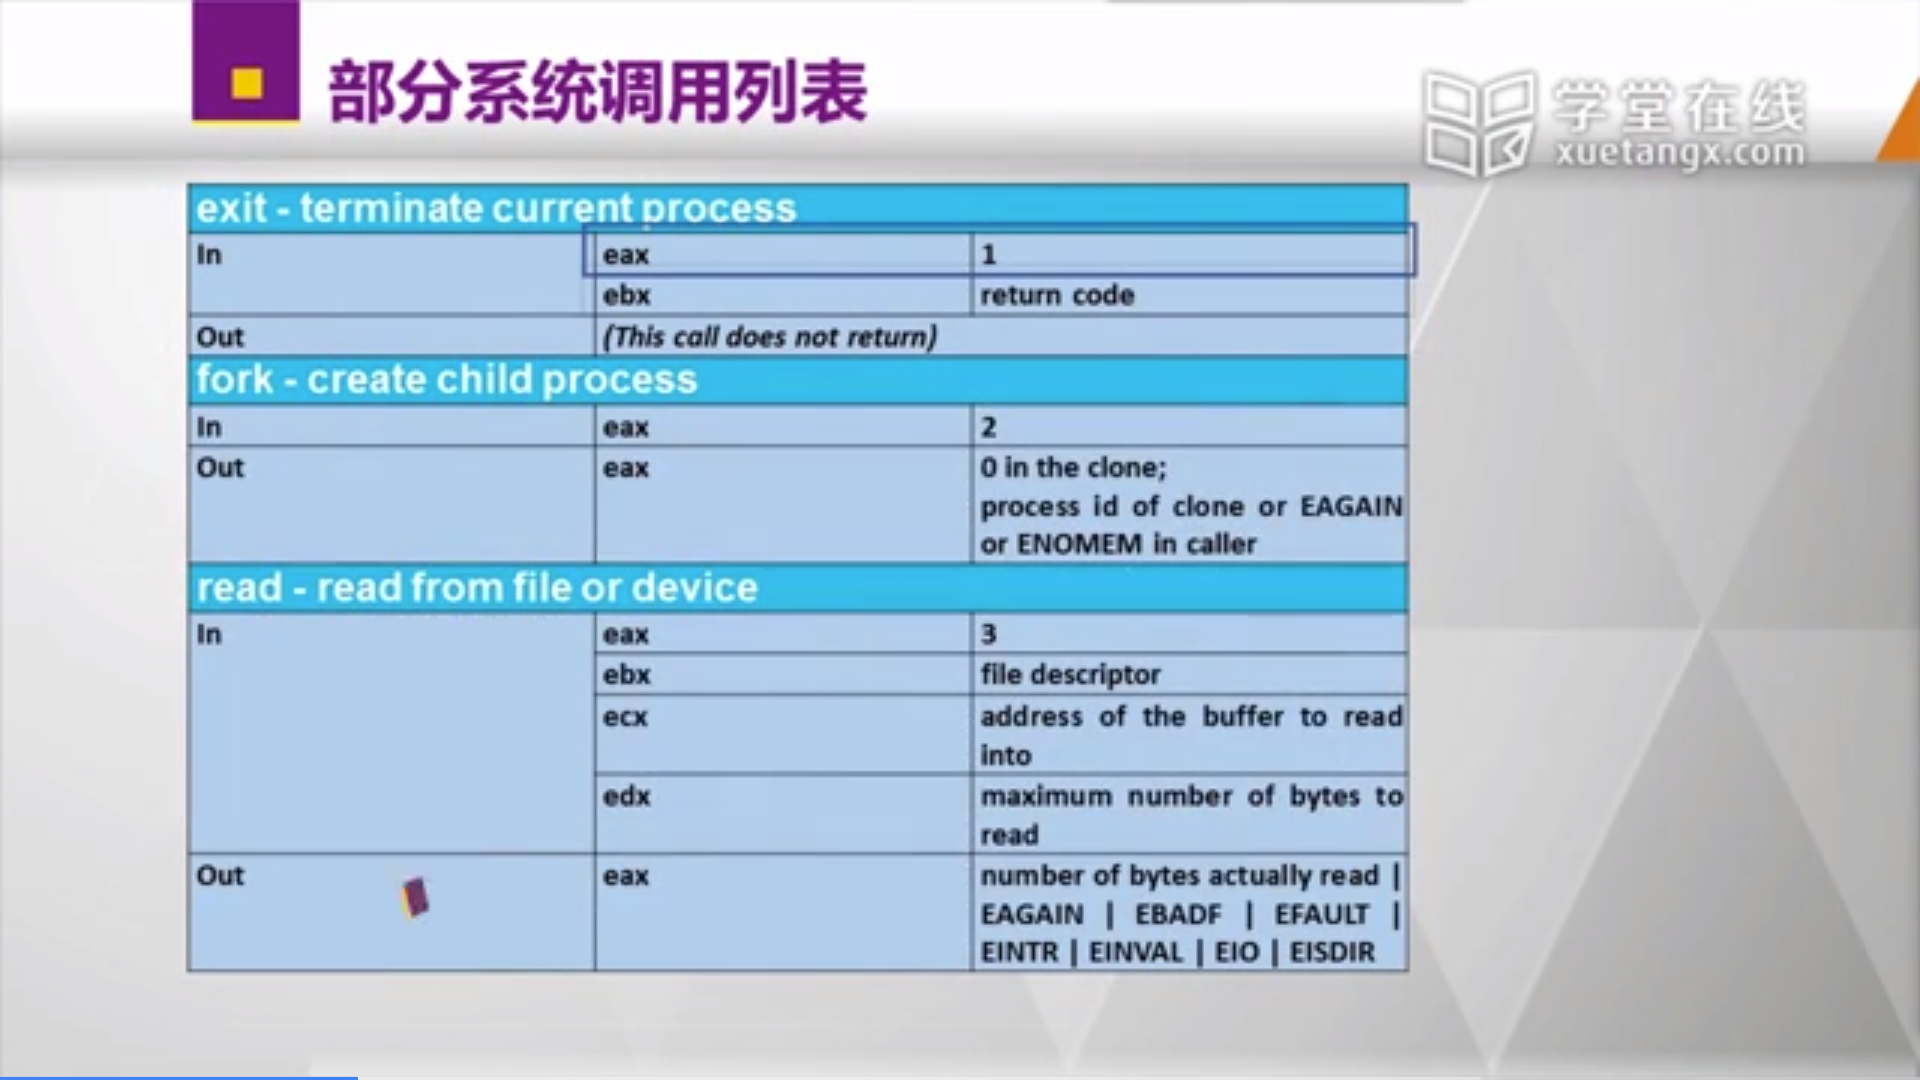 部分系统调用列表
学堂在线
xuetangx.com
exit - terminate current process
In eax 1
ebx return code
Out (This call does not return)
fork - create child process
In eax 2
Out eax 0 in the clone;
process id of clone or EAGAIN
or ENOMEM in caller
read - read from file or device
In eax 3
ebx file descriptor
ecx address of the buffer to read
into
edx maximum number of bytes to
read
Out eax number of bytes actually read |
EAGAIN | EBADF | EFAULT |
EINTR | EINVAL | EIO | EISDIR